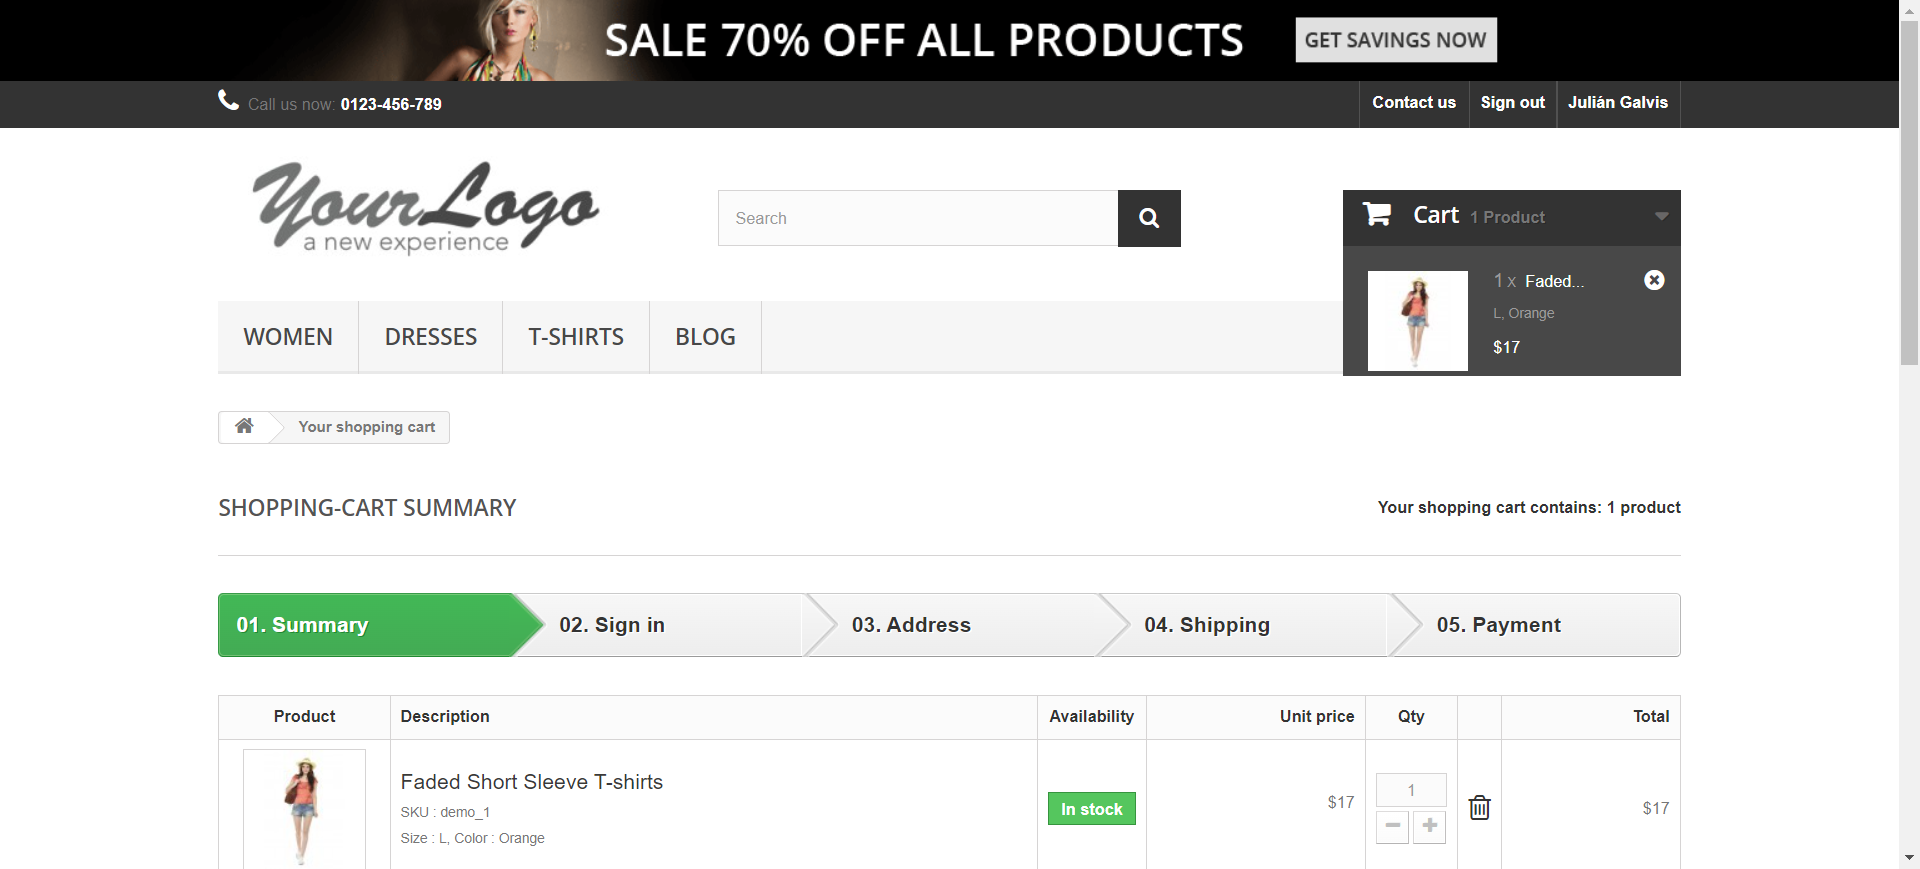 SALE 70% OFF ALL PRODUCTS GET SAVINGS NOW
Call us now: 0123-456-789 Contact us Sign out Julián Galvis
YourLogo
a new experience
Search
Cart 1 Product
1 x Faded...
L, Orange
$17
WOMEN DRESSES T-SHIRTS BLOG
Your shopping cart
SHOPPING-CART SUMMARY Your shopping cart contains: 1 product
01. Summary 02. Sign in 03. Address 04. Shipping 05. Payment
Product Description Availability Unit price Qty Total
Faded Short Sleeve T-shirts
SKU : demo_1
Size : L, Color : Orange
In stock
$17
1
$17